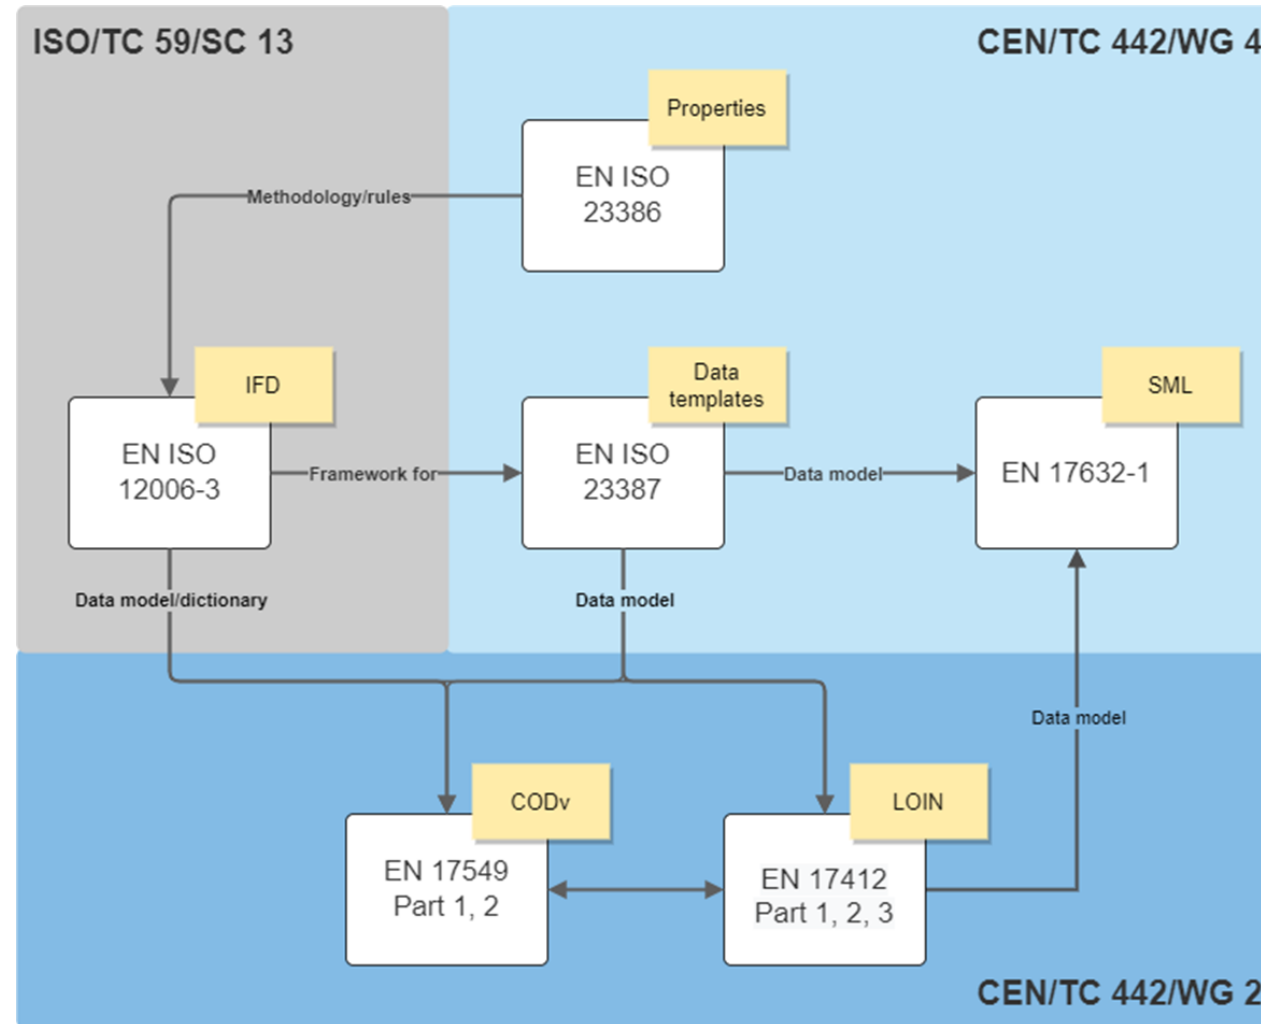 ISO/TC 59/SC 13
CEN/TC 442/WG 4
Properties
EN ISO
23386
Methodology/rules
IFD
EN ISO
12006-3
Framework for
Data
templates
EN ISO
23387
Data model
SML
EN 17632-1
Data model/dictionary
Data model
Data model
CODv
EN 17549
Part 1, 2
LOIN
EN 17412
Part 1, 2, 3
CEN/TC 442/WG 2